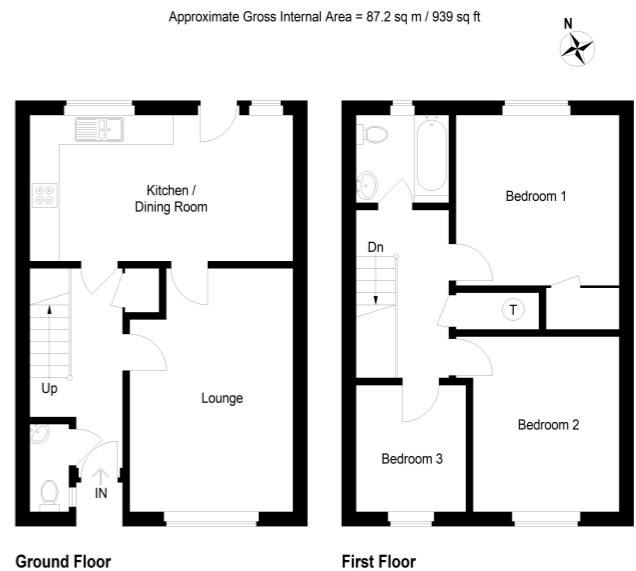 Approximate Gross Internal Area = 87.2 sq m / 939 sq ft
N
Kitchen /
Dining Room
Up
Lounge
IN
Ground Floor
Dn
Bedroom 1
T
Bedroom 2
Bedroom 3
First Floor